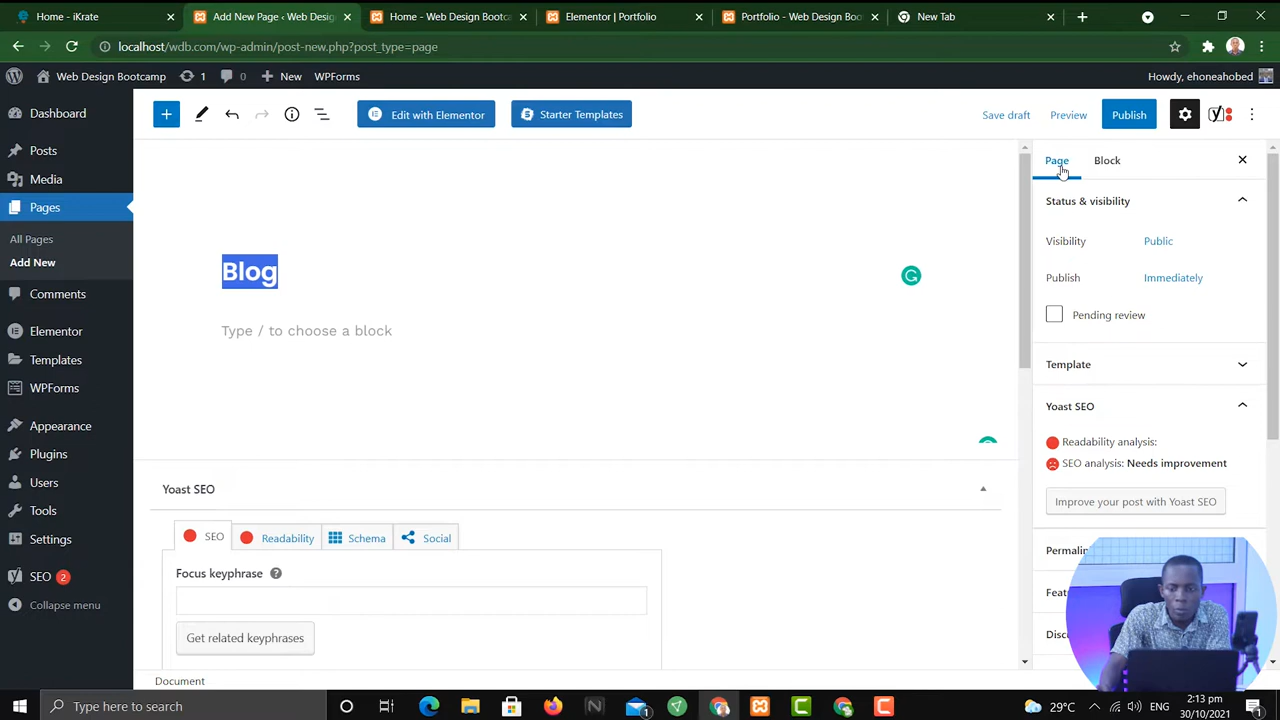 Home - iKrate
Add New Page ‹ Web Desig
Home - Web Design Bootca
Elementor | Portfolio
Portfolio - Web Design Boo
New Tab
localhost/wdb.com/wp-admin/post-new.php?post_type=page
Web Design Bootcamp
1
New
WPForms
Howdy, ehoneahobed
Dashboard
Posts
Media
Pages
All Pages
Add New
Comments
Elementor
Templates
WPForms
Appearance
Plugins
Users
Tools
Settings
SEO 2
Collapse menu
Edit with Elementor
Starter Templates
Save draft
Preview
Publish
Blog
Type / to choose a block
Yoast SEO
SEO
Readability
Schema
Social
Focus keyphrase
Get related keyphrases
Document
Page
Block
Status & visibility
Visibility Public
Publish Immediately
Pending review
Template
Yoast SEO
Readability analysis:
SEO analysis: Needs improvement
Improve your post with Yoast SEO
Type here to search
1
29°C
ENG
2:13 pm
30/10/2021
1